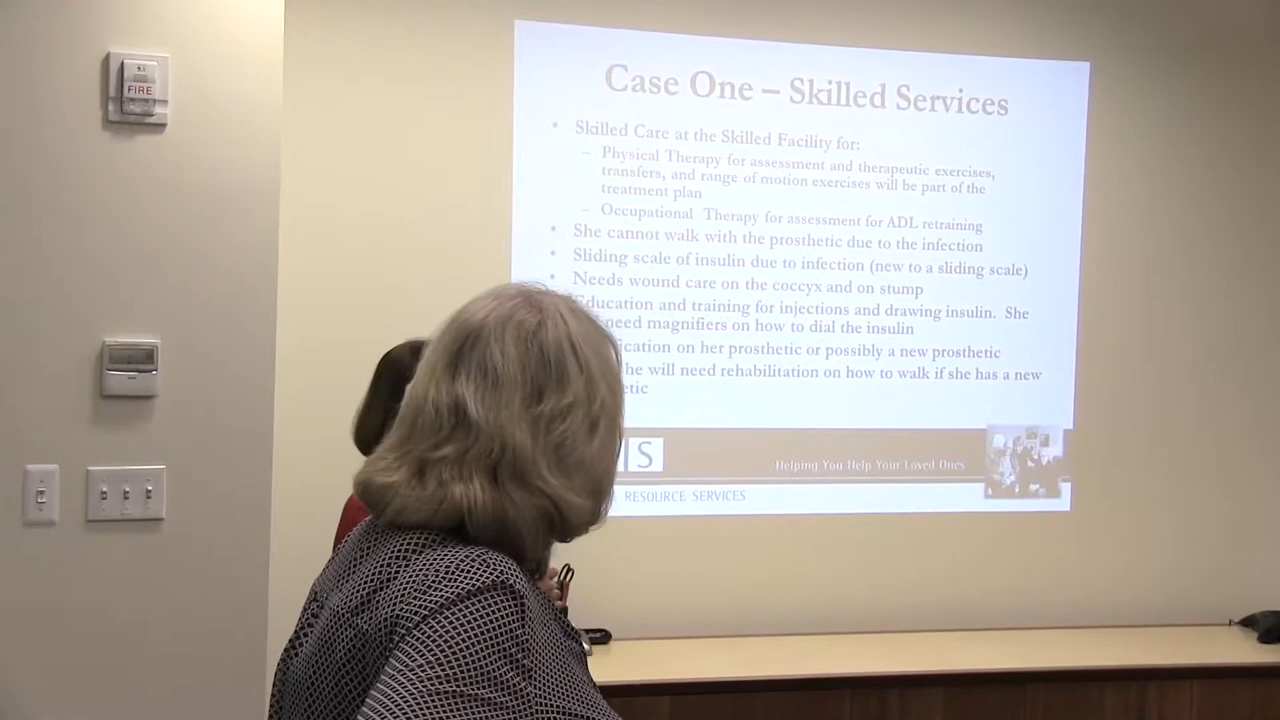 FIRE
Case One – Skilled Services
• Skilled Care at the Skilled Facility for:
– Physical Therapy for assessment and therapeutic exercises,
transfers, and range of motion exercises will be part of the
treatment plan
– Occupational Therapy for assessment for ADL retraining
• She cannot walk with the prosthetic due to the infection
• Sliding scale of insulin due to infection (new to a sliding scale)
• Needs wound care on the coccyx and on stump
Education and training for injections and drawing insulin. She
need magnifiers on how to dial the insulin
ication on her prosthetic or possibly a new prosthetic
she will need rehabilitation on how to walk if she has a new
etic
S
Helping You Help Your Loved Ones
RESOURCE SERVICES